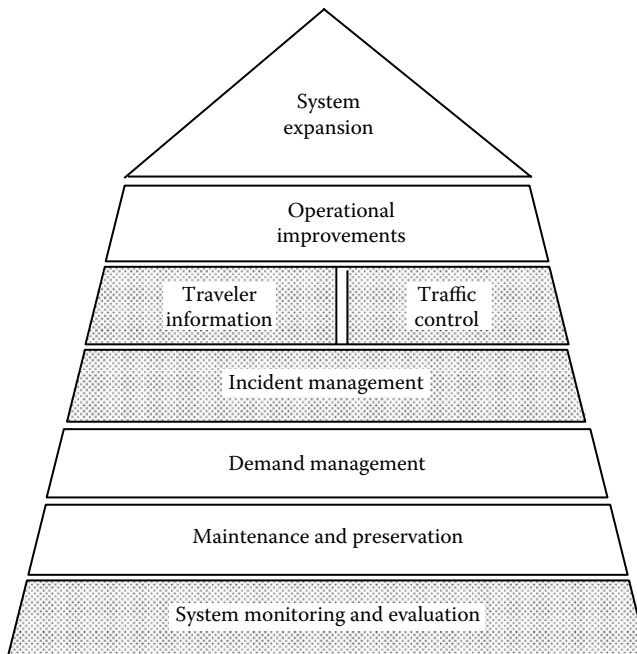 System
expansion
Operational
improvements
Traveler
information
Traffic
control
Incident management
Demand management
Maintenance and preservation
System monitoring and evaluation